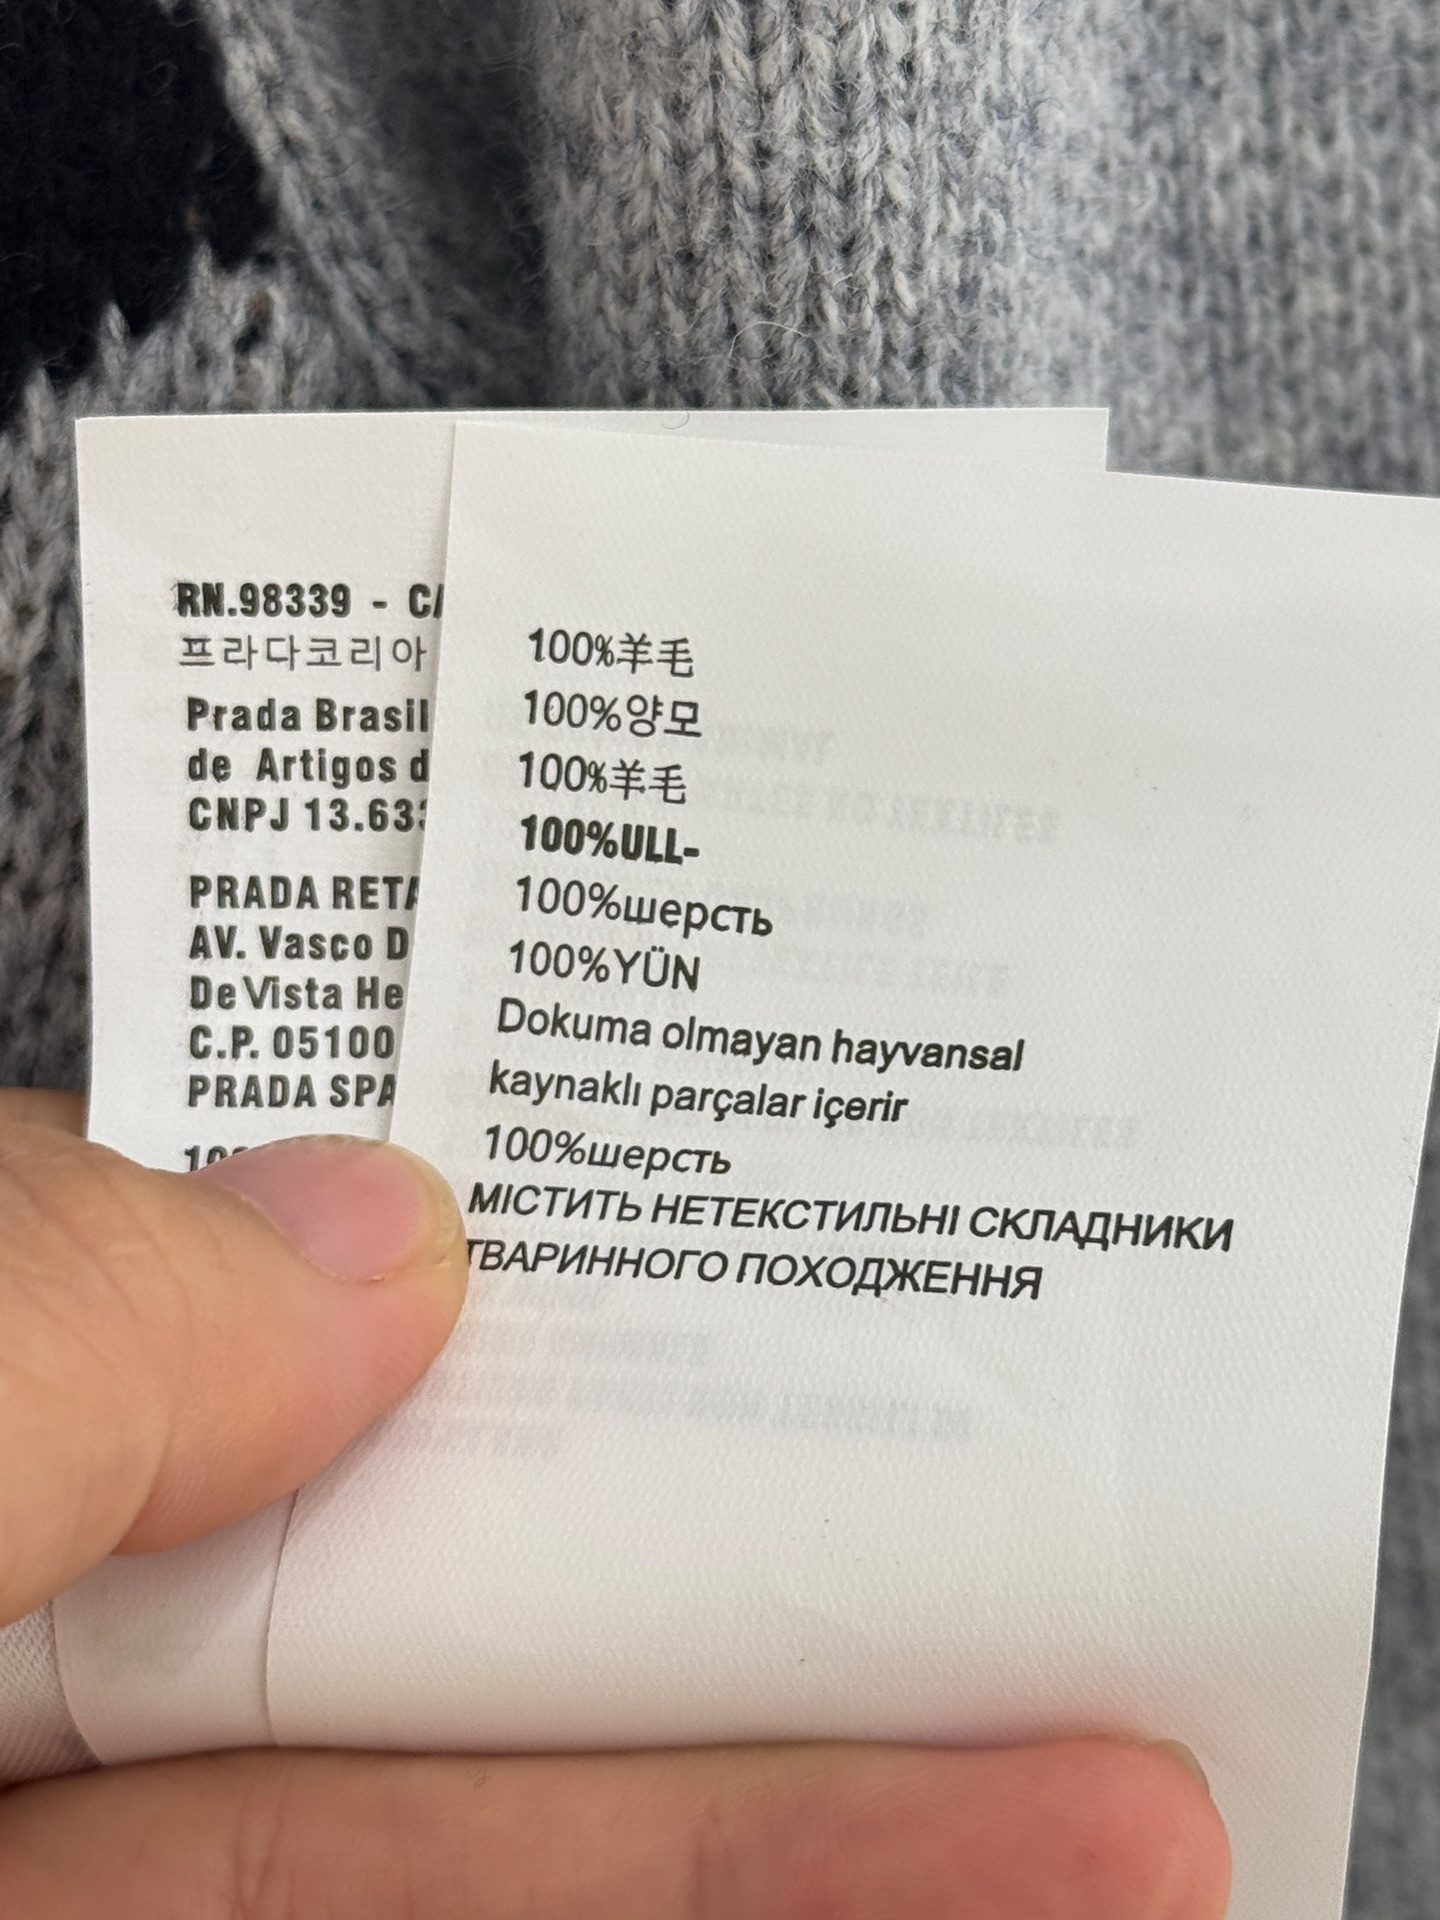 RN.98339 - CA
프라다코리아
Prada Brasil
de Artigos d
CNPJ 13.633
PRADA RETA
AV. Vasco D
De Vista He
C.P. 05100
PRADA SPA
100%羊毛
100%양모
100%羊毛
100%ULL-
100%шерсть
100%YÜN
Dokuma olmayan hayvansal
kaynaklı parçalar içerir
100%шерсть
МІСТИТЬ НЕТЕКСТИЛЬНІ СКЛАДНИКИ
ТВАРИННОГО ПОХОДЖЕННЯ